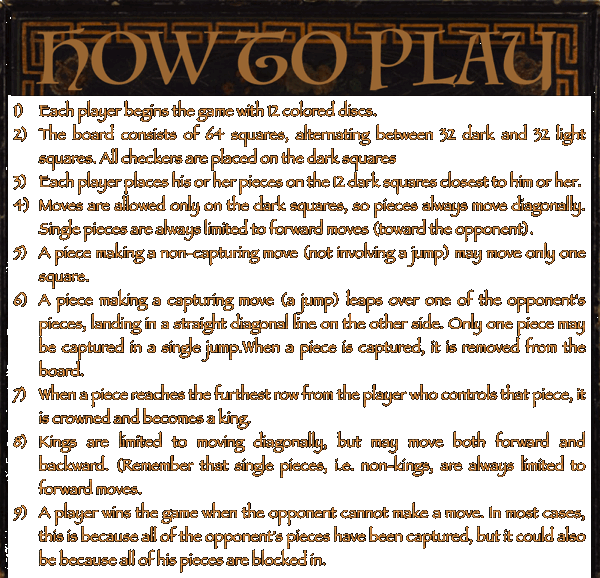 HOW TO PLAY
1) Each player begins the game with 12 colored discs.
2) The board consists of 64 squares, alternating between 32 dark and 32 light
squares. All checkers are placed on the dark squares
3) Each player places his or her pieces on the 12 dark squares closest to him or her.
4) Moves are allowed only on the dark squares, so pieces always move diagonally.
Single pieces are always limited to forward moves (toward the opponent).
5) A piece making a non-capturing move (not involving a jump) may move only one
square.
6) A piece making a capturing move (a jump) leaps over one of the opponent's
pieces, landing in a straight diagonal line on the other side. Only one piece may
be captured in a single jump.When a piece is captured, it is removed from the
board.
7) When a piece reaches the furthest row from the player who controls that piece, it
is crowned and becomes a king.
8) Kings are limited to moving diagonally, but may move both forward and
backward. (Remember that single pieces, i.e. non-kings, are always limited to
forward moves.
9) A player wins the game when the opponent cannot make a move. In most cases,
this is because all of the opponent's pieces have been captured, but it could also
be because all of his pieces are blocked in.